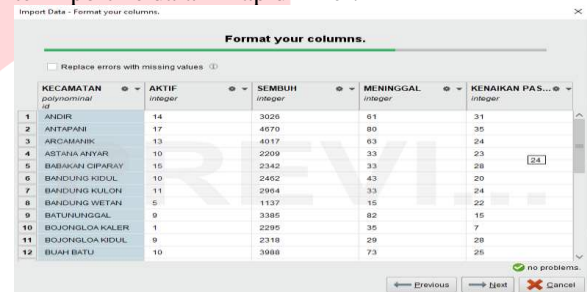 Import Data - Format your columns.
Format your columns.
Replace errors with missing values
KECAMATAN AKTIF SEMBUH MENINGGAL KENAIKAN PAS...
polynominal integer integer integer integer
id
1 ANDIR 14 3026 61 31
2 ANTAPANI 17 4670 80 35
3 ARCAMANIK 13 4017 63 24
4 ASTANA ANYAR 10 2209 33 23
24
5 BABAKAN CIPARAY 15 2342 33 28
6 BANDUNG KIDUL 10 2462 43 20
7 BANDUNG KULON 11 2964 33 24
8 BANDUNG WETAN 5 1137 15 22
9 BATUNUNGGAL 9 3385 82 15
10 BOJONGLOA KALER 1 2295 35 7
11 BOJONGLOA KIDUL 9 2318 29 28
12 BUAH BATU 10 3988 73 25
no problems.
Previous Next Cancel